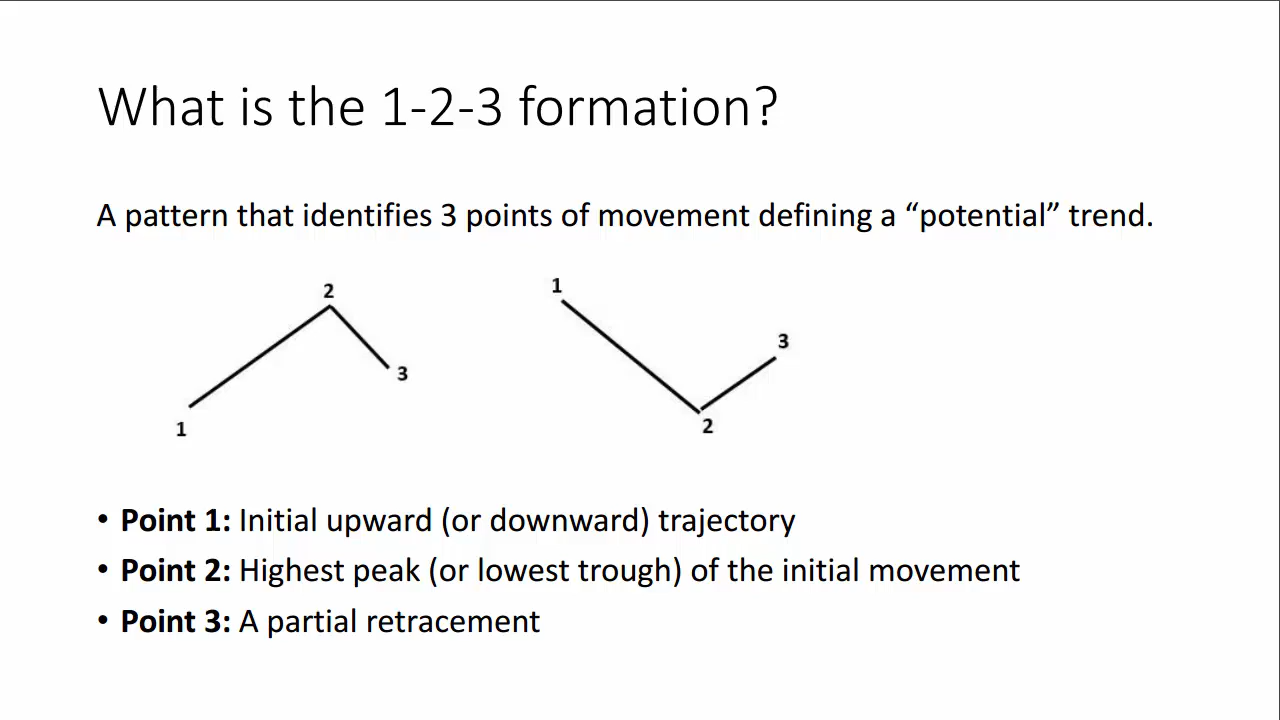 What is the 1-2-3 formation?
A pattern that identifies 3 points of movement defining a “potential” trend.
2
3
1
1
3
2
• Point 1: Initial upward (or downward) trajectory
• Point 2: Highest peak (or lowest trough) of the initial movement
• Point 3: A partial retracement